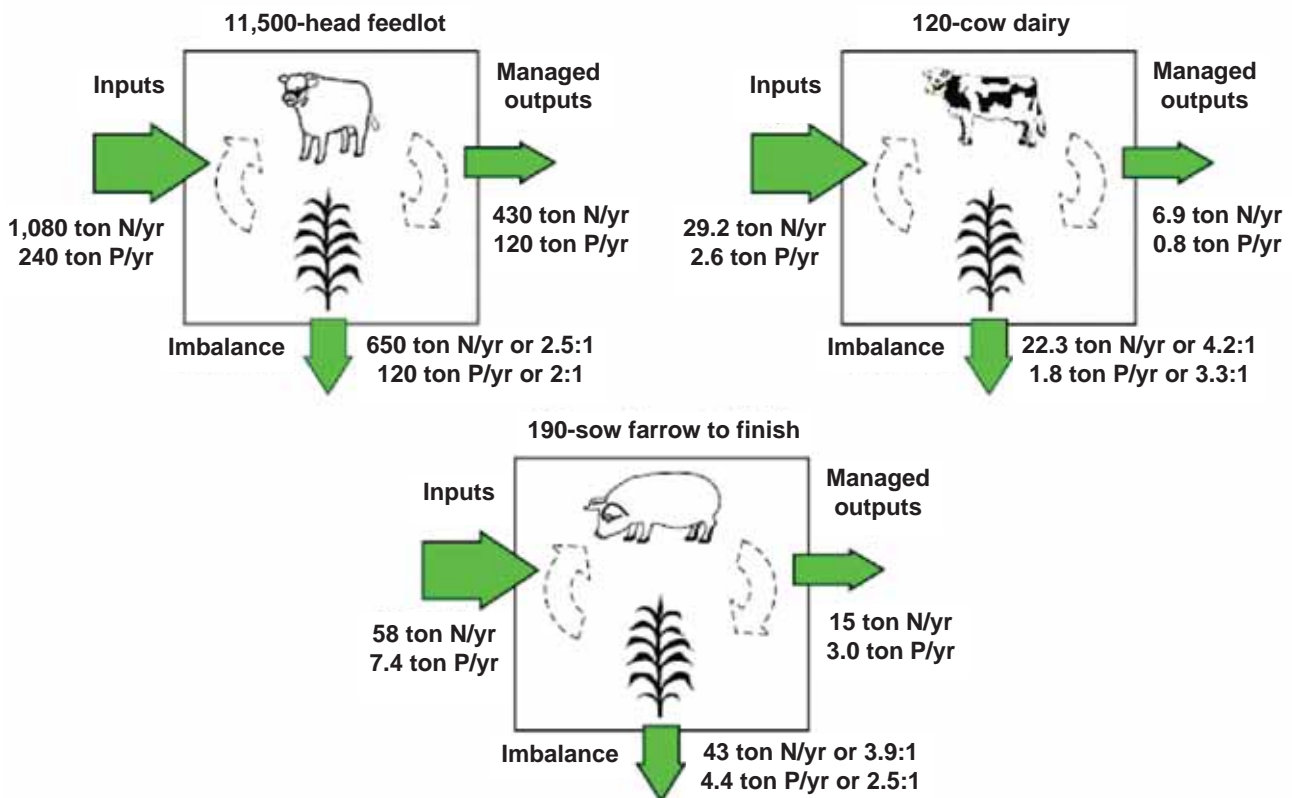 11,500-head feedlot
Inputs
Managed
outputs
1,080 ton N/yr
240 ton P/yr
430 ton N/yr
120 ton P/yr
Imbalance
650 ton N/yr or 2.5:1
120 ton P/yr or 2:1
120-cow dairy
Inputs
Managed
outputs
29.2 ton N/yr
2.6 ton P/yr
6.9 ton N/yr
0.8 ton P/yr
Imbalance
22.3 ton N/yr or 4.2:1
1.8 ton P/yr or 3.3:1
190-sow farrow to finish
Inputs
Managed
outputs
58 ton N/yr
7.4 ton P/yr
15 ton N/yr
3.0 ton P/yr
Imbalance
43 ton N/yr or 3.9:1
4.4 ton P/yr or 2.5:1